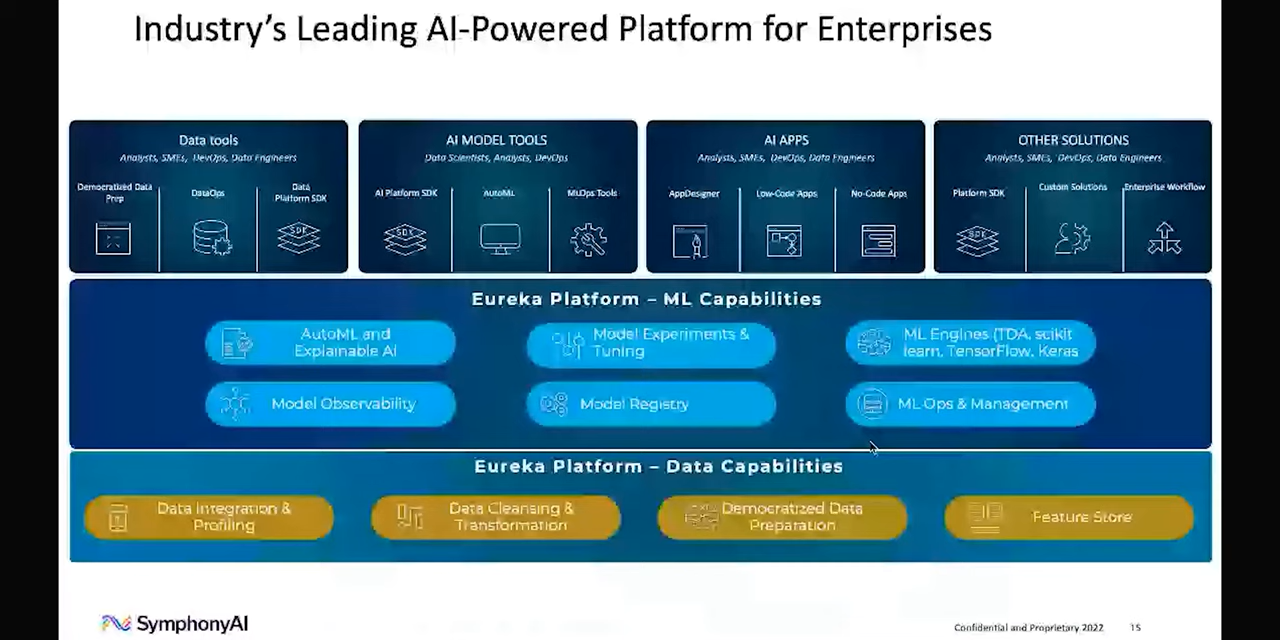 Industry's Leading AI-Powered Platform for Enterprises
Data tools
Analysts, SMEs, DevOps, Data Engineers
Democratized Data
Prep
DataOps
Data
Platform SDK
SDK
AI MODEL TOOLS
Data Scientists, Analysts, DevOps
AI Platform SDK
SDK
AutoML
MLOps Tools
AI APPS
Analysts, SMEs, DevOps, Data Engineers
AppDesigner
Low-Code Apps
No-Code Apps
OTHER SOLUTIONS
Analysts, SMEs, DevOps, Data Engineers
Platform SDK
SDK
Custom Solutions
Enterprise Workflow
Eureka Platform – ML Capabilities
AutoML and
Explainable AI
Model Experiments &
Tuning
ML Engines (TDA, scikit
learn, TensorFlow, Keras
Model Observability
Model Registry
ML Ops & Management
Eureka Platform – Data Capabilities
Data Integration &
Profiling
Data Cleansing &
Transformation
Democratized Data
Preparation
Feature Store
SymphonyAI
Confidential and Proprietary 2022
15